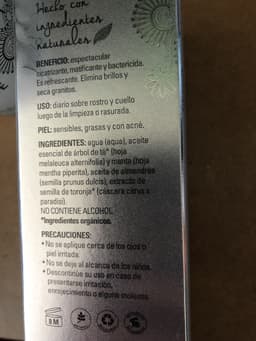 Hecho con
ingredientes
naturales
BENEFICIO: espectacular
cicatrizante, matificante y bactericida.
Es refrescante. Elimina brillos y
seca granitos.
USO: diario sobre rostro y cuello
luego de la limpieza o rasurada.
PIEL: sensibles, grasas y con acné.
INGREDIENTES: agua (aqua), aceite
esencial de árbol de té* (hoja
melaleuca alternifolia) y menta (hoja
mentha piperita), aceite de almendras
(semilla prunus dulcis), extracto de
semilla de toronja* (cáscara citrus x
paradisi).
NO CONTIENE ALCOHOL.
*Ingredientes orgánicos.
PRECAUCIONES:
• No se aplique cerca de los ojos o
piel irritada.
• No se deje al alcance de los niños.
• Descontinúe su uso en caso de
presentarse irritación,
enrojecimiento o alguna molestia.
8 M